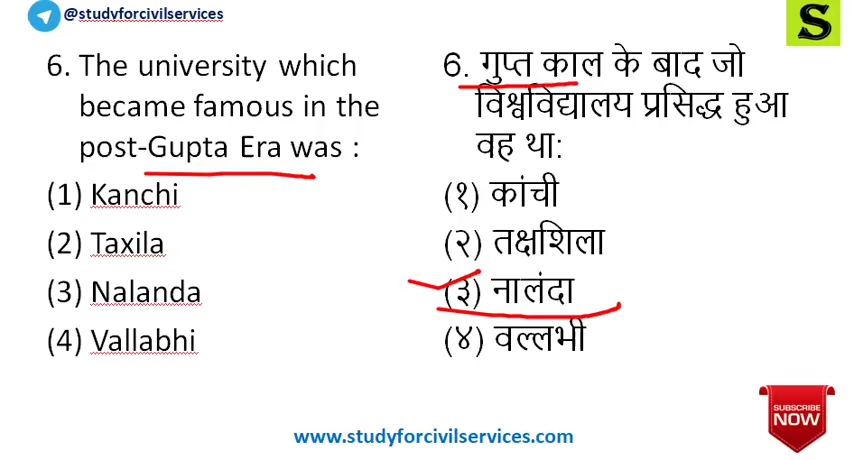 @studyforcivilservices
S
6. The university which
became famous in the
post-Gupta Era was :
(1) Kanchi
(2) Taxila
(3) Nalanda
(4) Vallabhi
6. गुप्त काल के बाद जो
विश्वविद्यालय प्रसिद्ध हुआ
वह था:
(१) कांची
(२) तक्षशिला
(३) नालंदा
(४) वल्लभी
SUBSCRIBE
NOW
www.studyforcivilservices.com